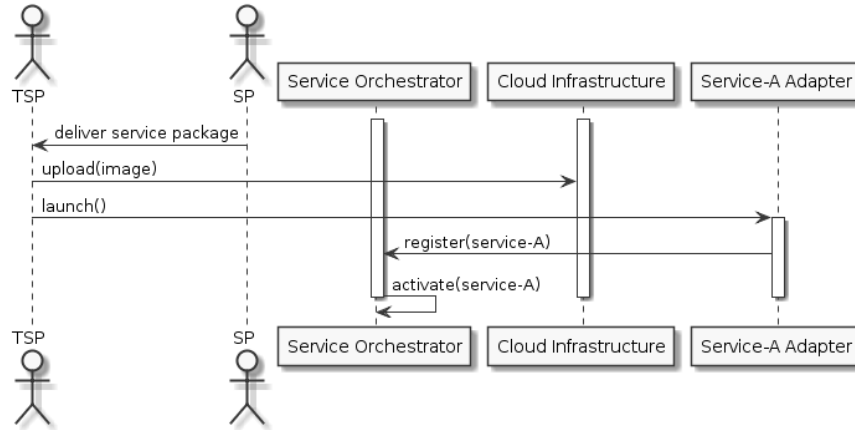 TSP
SP
Service Orchestrator
Cloud Infrastructure
Service-A Adapter
deliver service package
upload(image)
launch()
register(service-A)
activate(service-A)
TSP
SP
Service Orchestrator
Cloud Infrastructure
Service-A Adapter